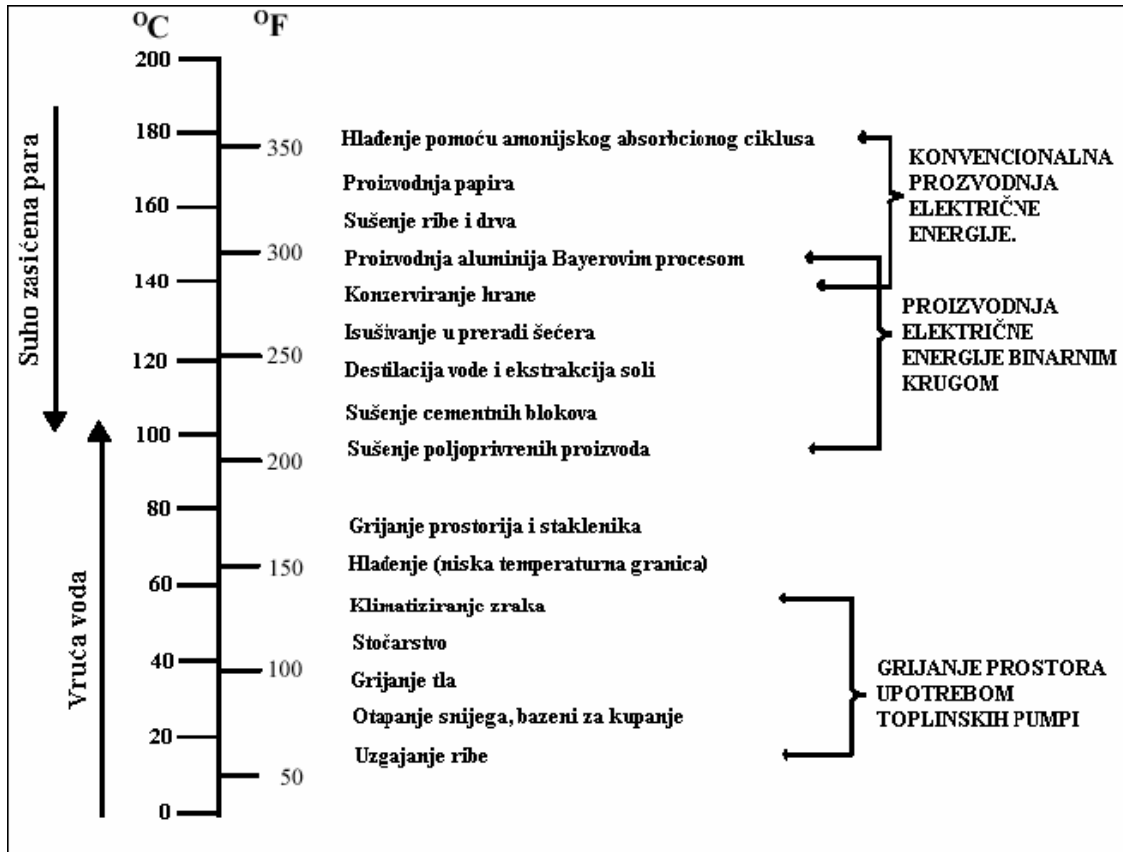 °C
°F
200
180
350
160
300
140
120
250
100
200
80
150
60
40
100
20
50
0
Suho zasićena para
Vruća voda
Hlađenje pomoću amonijskog absorbcionog ciklusa
Proizvodnja papira
Sušenje ribe i drva
Proizvodnja aluminija Bayerovim procesom
Konzerviranje hrane
Isušivanje u preradi šećera
Destilacija vode i ekstrakcija soli
Sušenje cementnih blokova
Sušenje poljoprivrenih proizvoda
Grijanje prostorija i staklenika
Hlađenje (niska temperaturna granica)
Klimatiziranje zraka
Stočarstvo
Grijanje tla
Otapanje snijega, bazeni za kupanje
Uzgajanje ribe
KONVENCIONALNA
PROZVODNJA
ELEKTRIČNE
ENERGIJE.
PROIZVODNJA
ELEKTRIČNE
ENERGIJE BINARNIM
KRUGOM
GRIJANJE PROSTORA
UPOTREBOM
TOPLINSKIH PUMPI